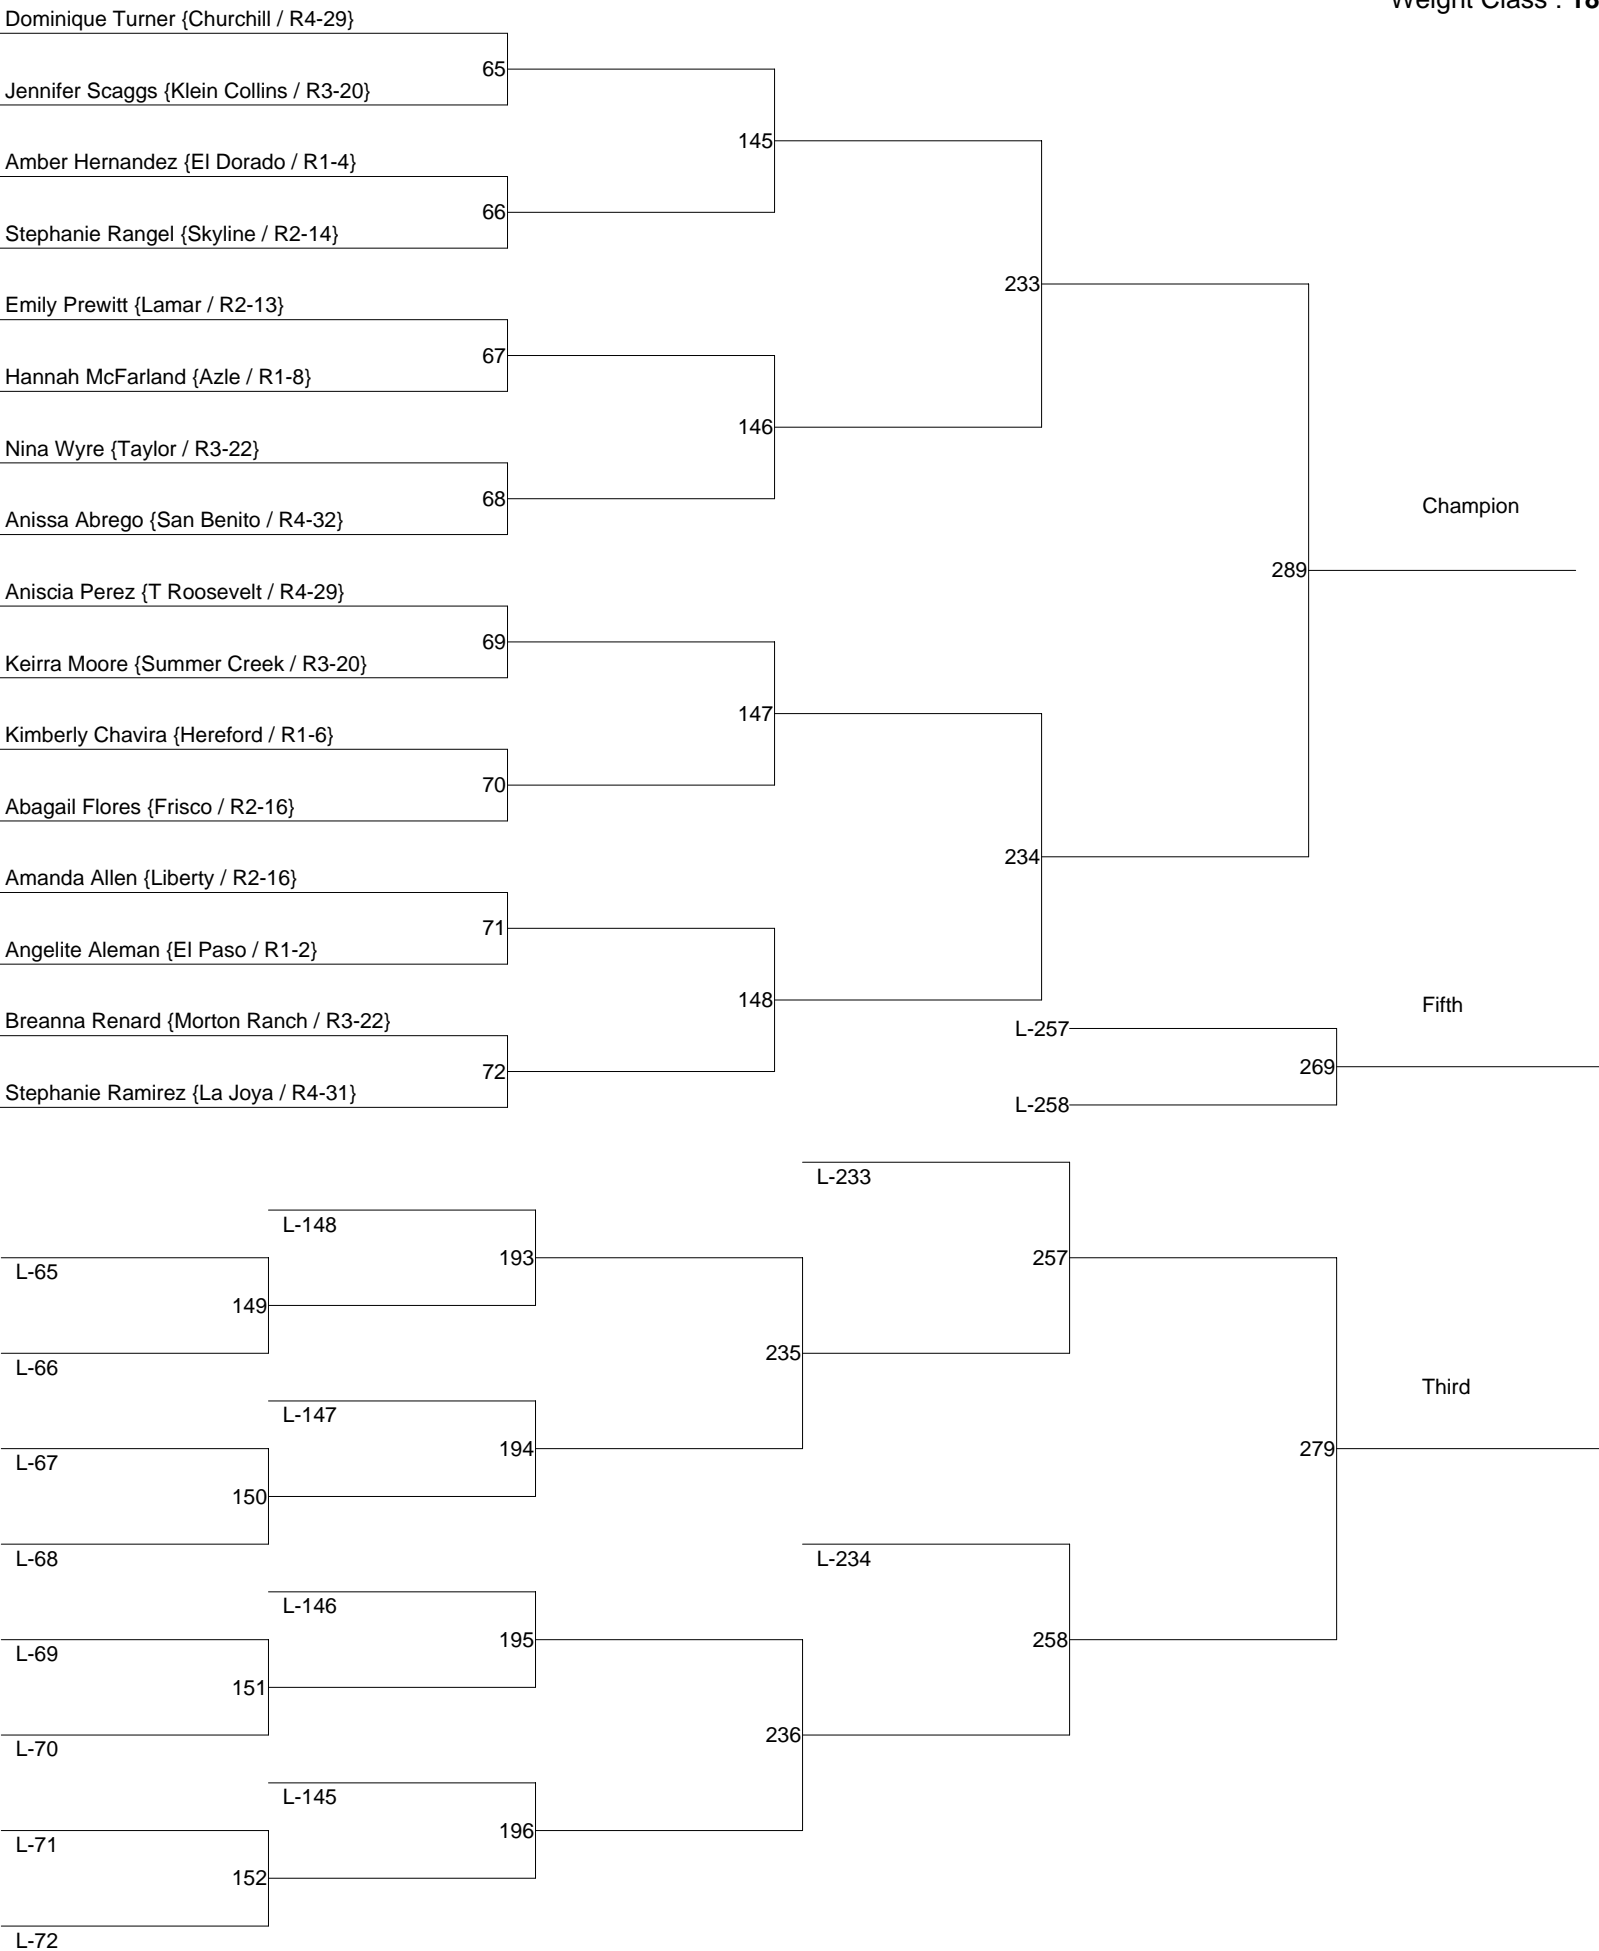 Weight Class :
Dominique Turner {Churchill / R4-29}
65
Jennifer Scaggs {Klein Collins / R3-20}
145
Amber Hernandez {El Dorado / R1-4}
66
Stephanie Rangel {Skyline / R2-14}
233
Emily Prewitt {Lamar / R2-13}
67
Hannah McFarland {Azle / R1-8}
146
Nina Wyre {Taylor / R3-22}
68
Champion
Anissa Abrego {San Benito / R4-32}
289
Aniscia Perez {T Roosevelt / R4-29}
69
Keirra Moore {Summer Creek / R3-20}
147
Kimberly Chavira {Hereford / R1-6}
70
Abagail Flores {Frisco / R2-16}
234
Amanda Allen {Liberty / R2-16}
71
Angelite Aleman {El Paso / R1-2}
148
Fifth
Breanna Renard {Morton Ranch / R3-22}
L-257
72
269
Stephanie Ramirez {La Joya / R4-31}
L-258
L-233
L-148
193
257
L-65
149
235
L-66
Third
L-147
194
279
L-67
150
L-68
L-234
L-146
195
258
L-69
151
236
L-70
L-145
196
L-71
152
L-72